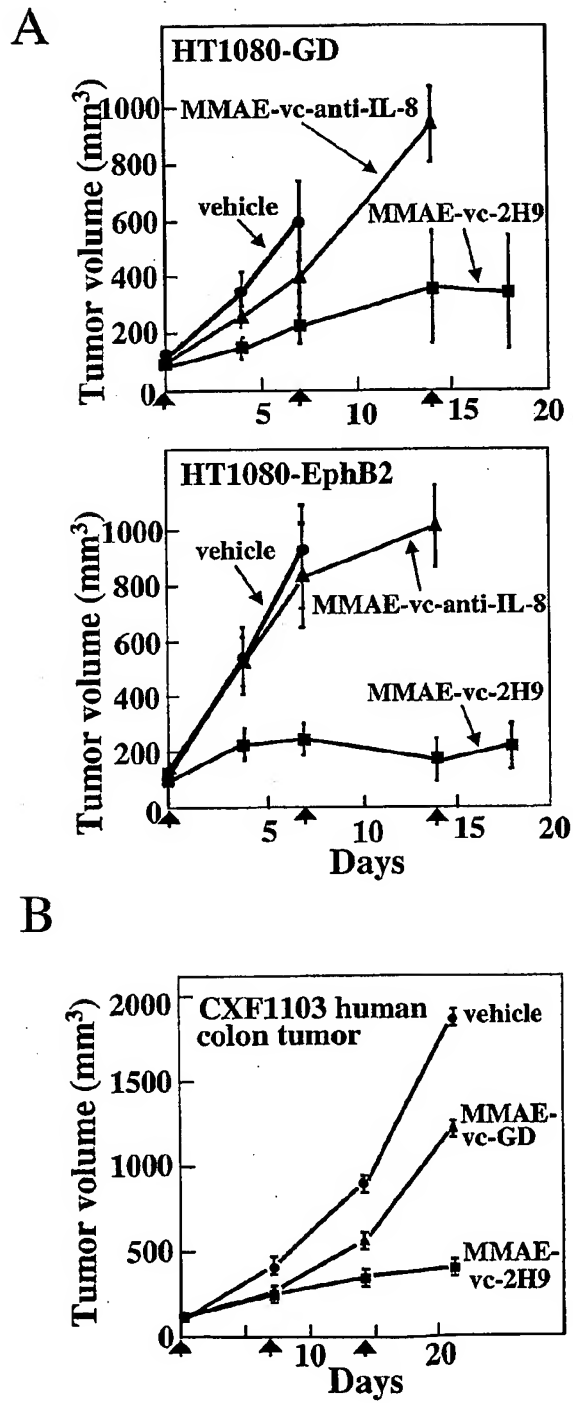 A
HT1080-GD
Tumor volume (mm³)
1000
800
600
400
200
0
MMAE-vc-anti-IL-8
vehicle
MMAE-vc-2H9
5
10
15
20
HT1080-EphB2
Tumor volume (mm³)
1000
800
600
400
200
0
vehicle
MMAE-vc-anti-IL-8
MMAE-vc-2H9
5
10
15
20
Days
B
CXF1103 human
colon tumor
Tumor volume (mm³)
2000
1500
1000
500
0
vehicle
MMAE-
vc-GD
MMAE-
vc-2H9
10
20
Days